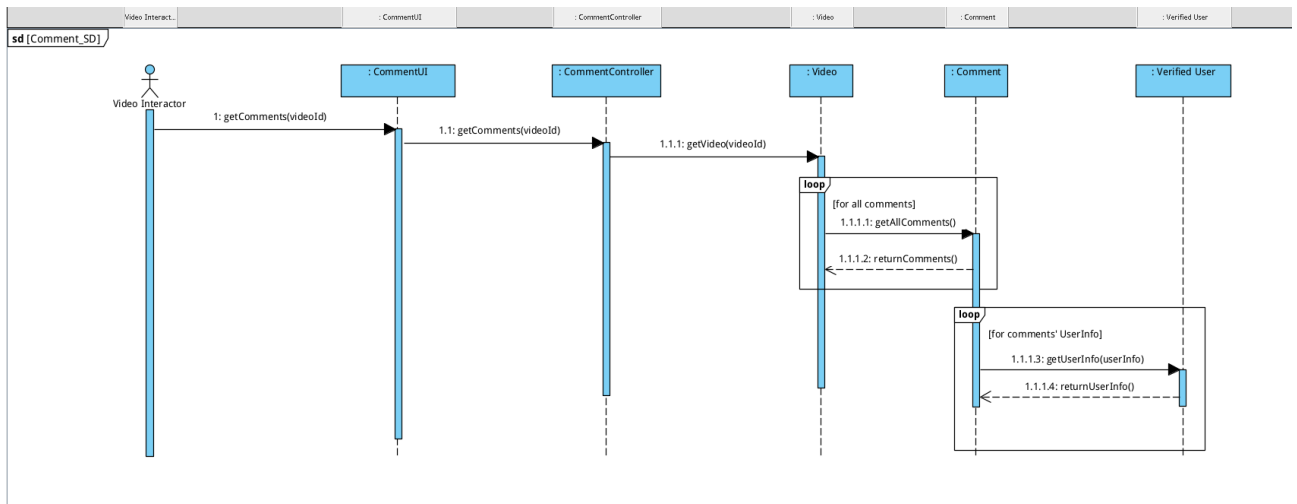 Video Interact...
: CommentUI
: CommentController
: Video
: Comment
: Verified User
sd [Comment_SD]
: CommentUI
: CommentController
: Video
: Comment
: Verified User
Video Interactor
1: getComments(videoId)
1.1: getComments(videoId)
1.1.1: getVideo(videoId)
loop
[for all comments]
1.1.1.1: getAllComments()
1.1.1.2: returnComments()
loop
[for comments' UserInfo]
1.1.1.3: getUserInfo(userInfo)
1.1.1.4: returnUserInfo()